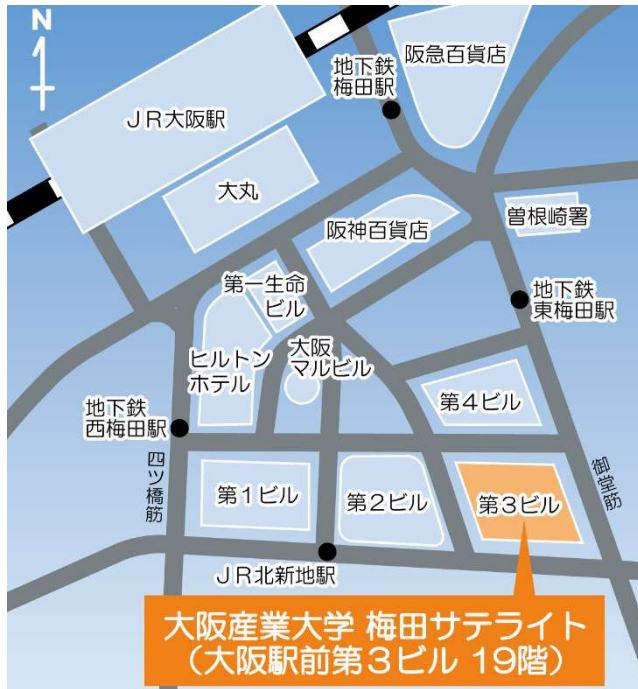 N
阪急百貨店
地下鉄
梅田駅
JR大阪駅
大丸
曽根崎署
阪神百貨店
第一生命
ビル
地下鉄
東梅田駅
大阪
マルビル
ヒルトン
ホテル
第4ビル
地下鉄
西梅田駅
四ツ橋筋
御堂筋
第1ビル
第2ビル
第3ビル
JR北新地駅
大阪産業大学 梅田サテライト
(大阪駅前第3ビル 19階)